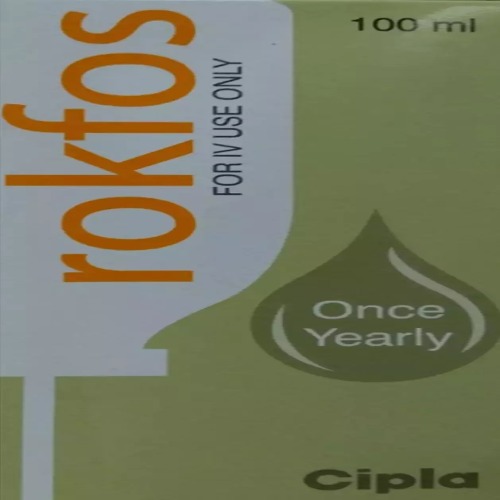 100 ml
rokfos
FOR IV USE ONLY
Once
Yearly
Cipla